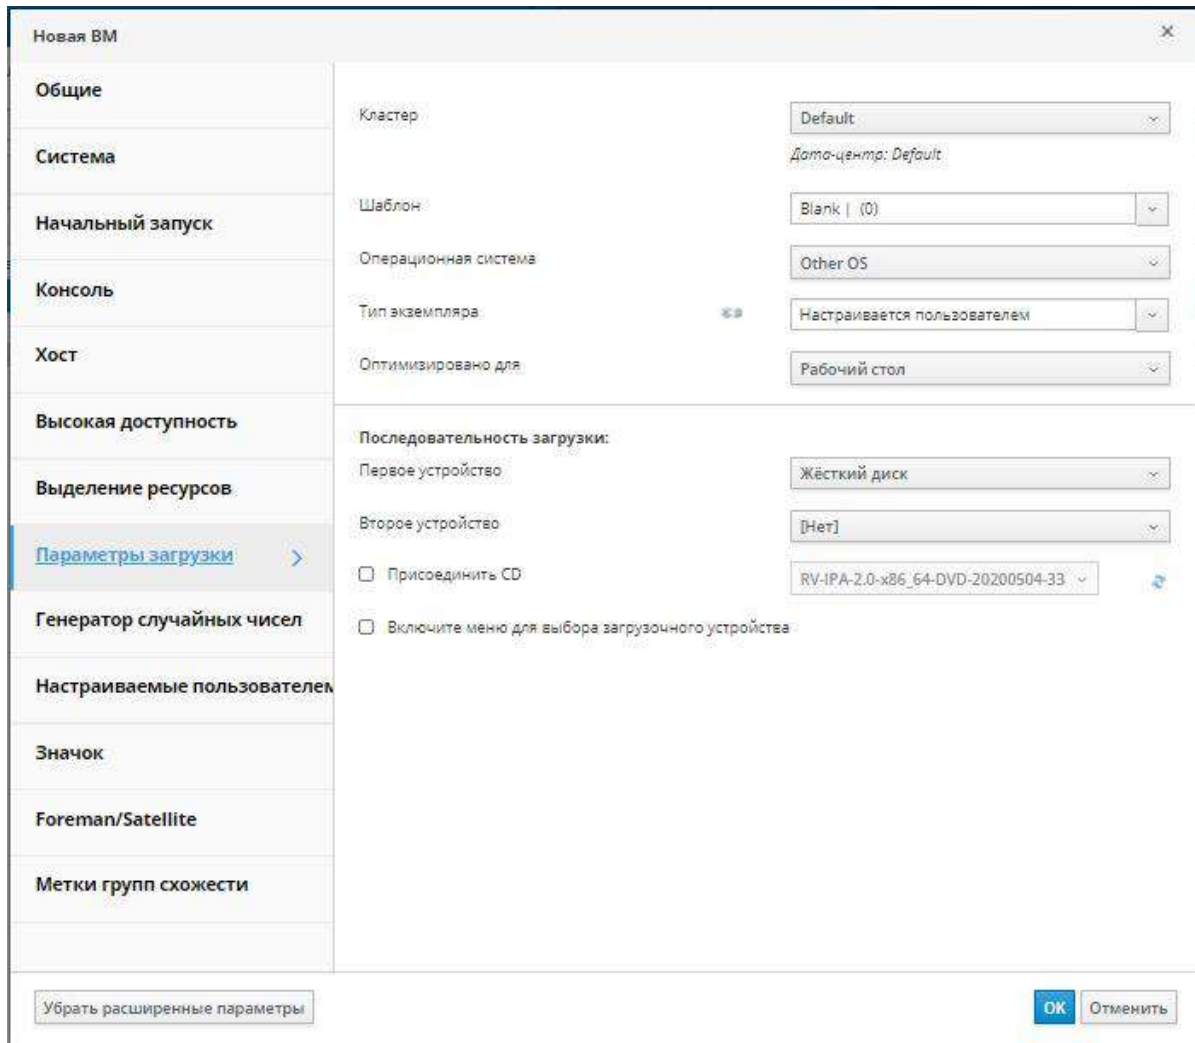 Новая ВМ
Общие
Система
Начальный запуск
Консоль
Хост
Высокая доступность
Выделение ресурсов
Параметры загрузки
Генератор случайных чисел
Настраиваемые пользователем
Значок
Foreman/Satellite
Метки групп схожести
Кластер
Default
Дата-центр: Default
Шаблон
Blank | (0)
Операционная система
Other OS
Тип экземпляра
Настраивается пользователем
Оптимизировано для
Рабочий стол
Последовательность загрузки:
Первое устройство
Жёсткий диск
Второе устройство
[Нет]
Присоединить CD
RV-IPA-2.0-x86_64-DVD-20200504-33
Включите меню для выбора загрузочного устройства
Убрать расширенные параметры
OK
Отменить